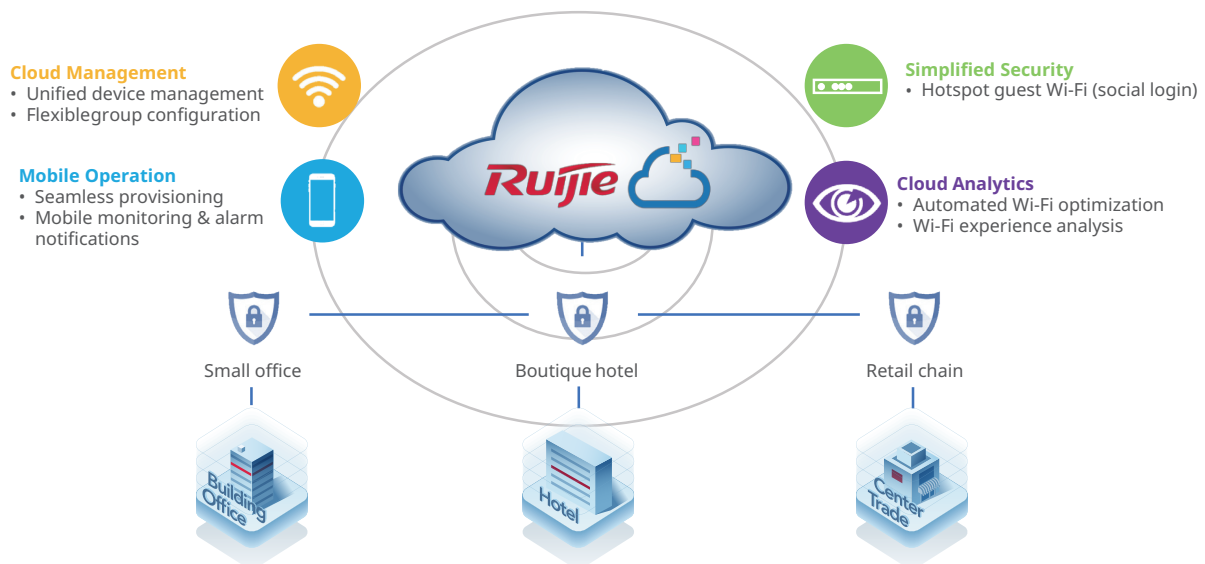 Cloud Management
• Unified device management
• Flexiblegroup configuration
Mobile Operation
• Seamless provisioning
• Mobile monitoring & alarm
notifications
Ruijie
Simplified Security
• Hotspot guest Wi-Fi (social login)
Cloud Analytics
• Automated Wi-Fi optimization
• Wi-Fi experience analysis
Small office
Boutique hotel
Retail chain
Building
Office
Hotel
Center
Trade